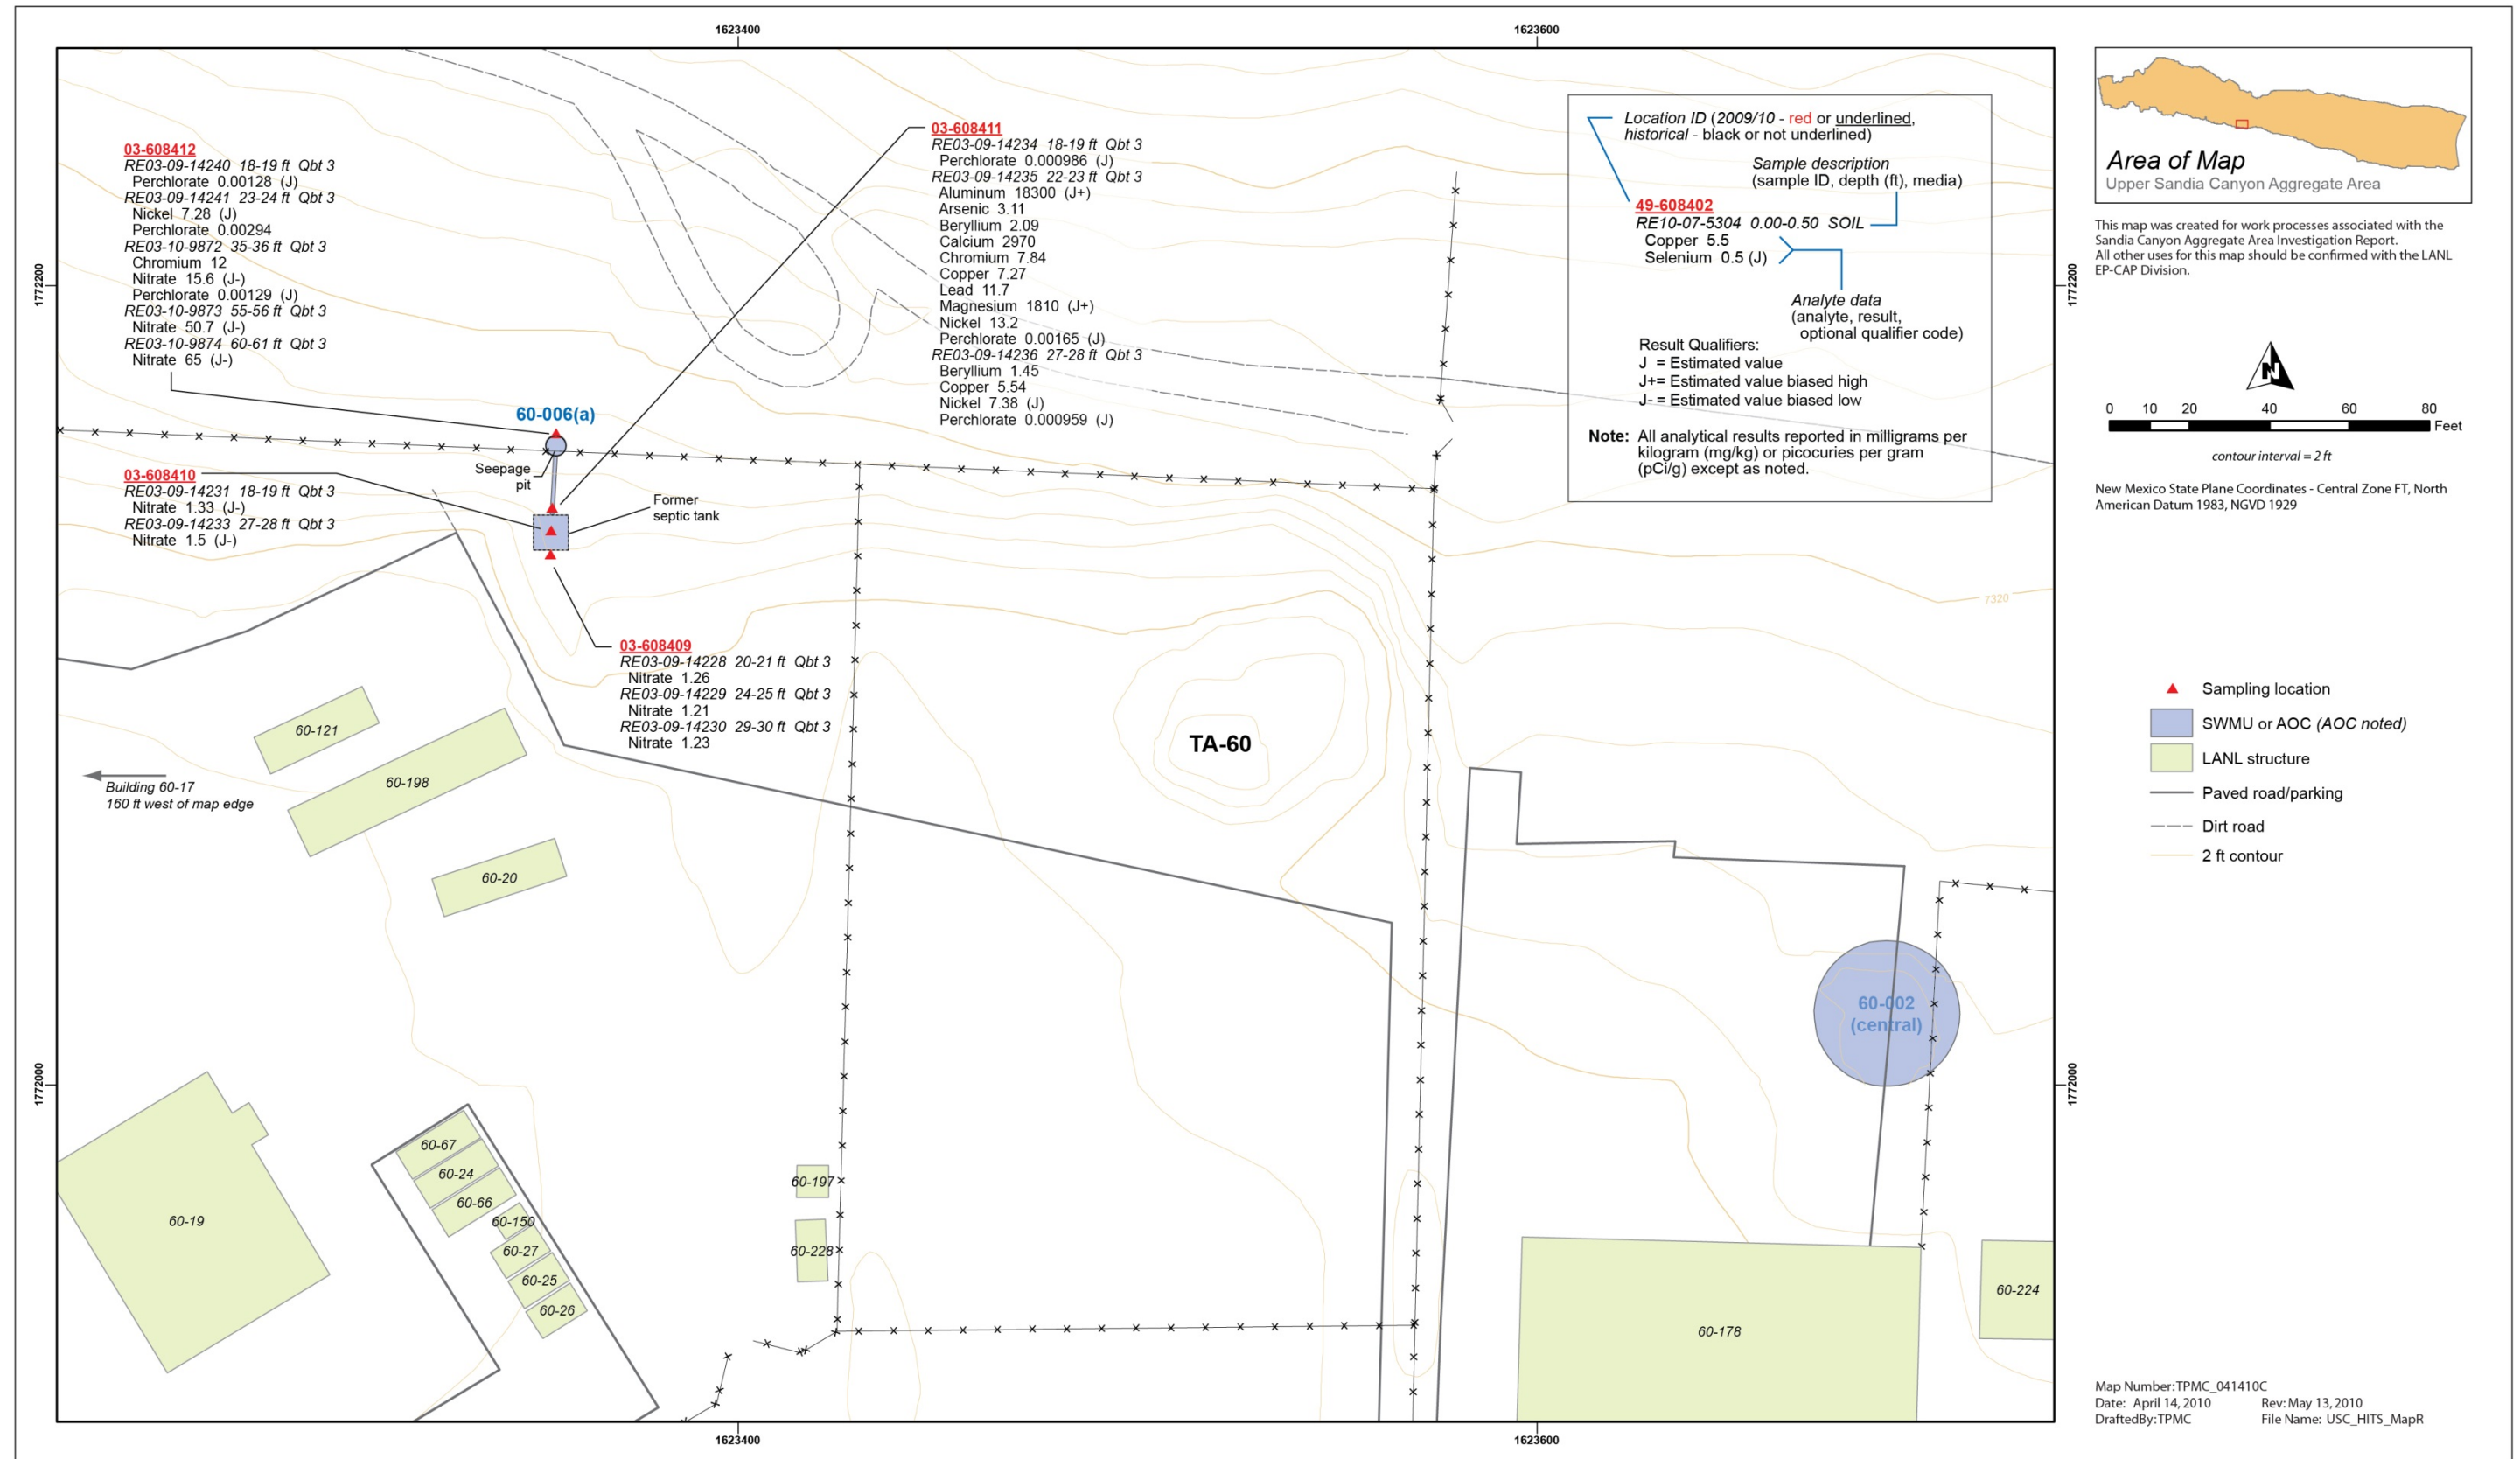 1623400
1623600
03-608412
RE03-09-14240 18-19 ft Qbt 3
Perchlorate 0.00128 (J)
RE03-09-14241 23-24 ft Qbt 3
Nickel 7.28 (J)
Perchlorate 0.00294
RE03-10-9872 35-36 ft Qbt 3
Chromium 12
Nitrate 15.6 (J-)
Perchlorate 0.00129 (J)
RE03-10-9873 55-56 ft Qbt 3
Nitrate 50.7 (J-)
RE03-10-9874 60-61 ft Qbt 3
Nitrate 65 (J-)
03-608411
RE03-09-14234 18-19 ft Qbt 3
Perchlorate 0.000986 (J)
RE03-09-14235 22-23 ft Qbt 3
Aluminum 18300 (J+)
Arsenic 3.11
Beryllium 2.09
Calcium 2970
Chromium 7.84
Copper 7.27
Lead 11.7
Magnesium 1810 (J+)
Nickel 13.2
Perchlorate 0.00165 (J)
RE03-09-14236 27-28 ft Qbt 3
Beryllium 1.45
Copper 5.54
Nickel 7.38 (J)
Perchlorate 0.000959 (J)
Location ID (2009/10 - red or underlined,
historical - black or not underlined)
Sample description
(sample ID, depth (ft), media)
49-608402
RE10-07-5304 0.00-0.50 SOIL
Copper 5.5
Selenium 0.5 (J)
Analyte data
(analyte, result,
optional qualifier code)
Result Qualifiers:
J = Estimated value
J+= Estimated value biased high
J- = Estimated value biased low
Note: All analytical results reported in milligrams per
kilogram (mg/kg) or picocuries per gram
(pCi/g) except as noted.
1772200
1772200
60-006(a)
Seepage
pit
03-608410
RE03-09-14231 18-19 ft Qbt 3
Nitrate 1.33 (J-)
RE03-09-14233 27-28 ft Qbt 3
Nitrate 1.5 (J-)
Former
septic tank
03-608409
RE03-09-14228 20-21 ft Qbt 3
Nitrate 1.26
RE03-09-14229 24-25 ft Qbt 3
Nitrate 1.21
RE03-09-14230 29-30 ft Qbt 3
Nitrate 1.23
7320
60-121
60-198
TA-60
Building 60-17
160 ft west of map edge
60-20
60-002
(central)
1772000
1772000
60-67
60-24
60-66
60-150
60-27
60-25
60-26
60-19
60-197
60-228
60-178
60-224
1623400
1623600
Area of Map
Upper Sandia Canyon Aggregate Area
This map was created for work processes associated with the
Sandia Canyon Aggregate Area Investigation Report.
All other uses for this map should be confirmed with the LANL
EP-CAP Division.
N
0 10 20 40 60 80
Feet
contour interval = 2 ft
New Mexico State Plane Coordinates - Central Zone FT, North
American Datum 1983, NGVD 1929
Sampling location
SWMU or AOC (AOC noted)
LANL structure
Paved road/parking
Dirt road
2 ft contour
Map Number: TPMC_041410C
Date: April 14, 2010 Rev: May 13, 2010
DraftedBy: TPMC File Name: USC_HITS_MapR